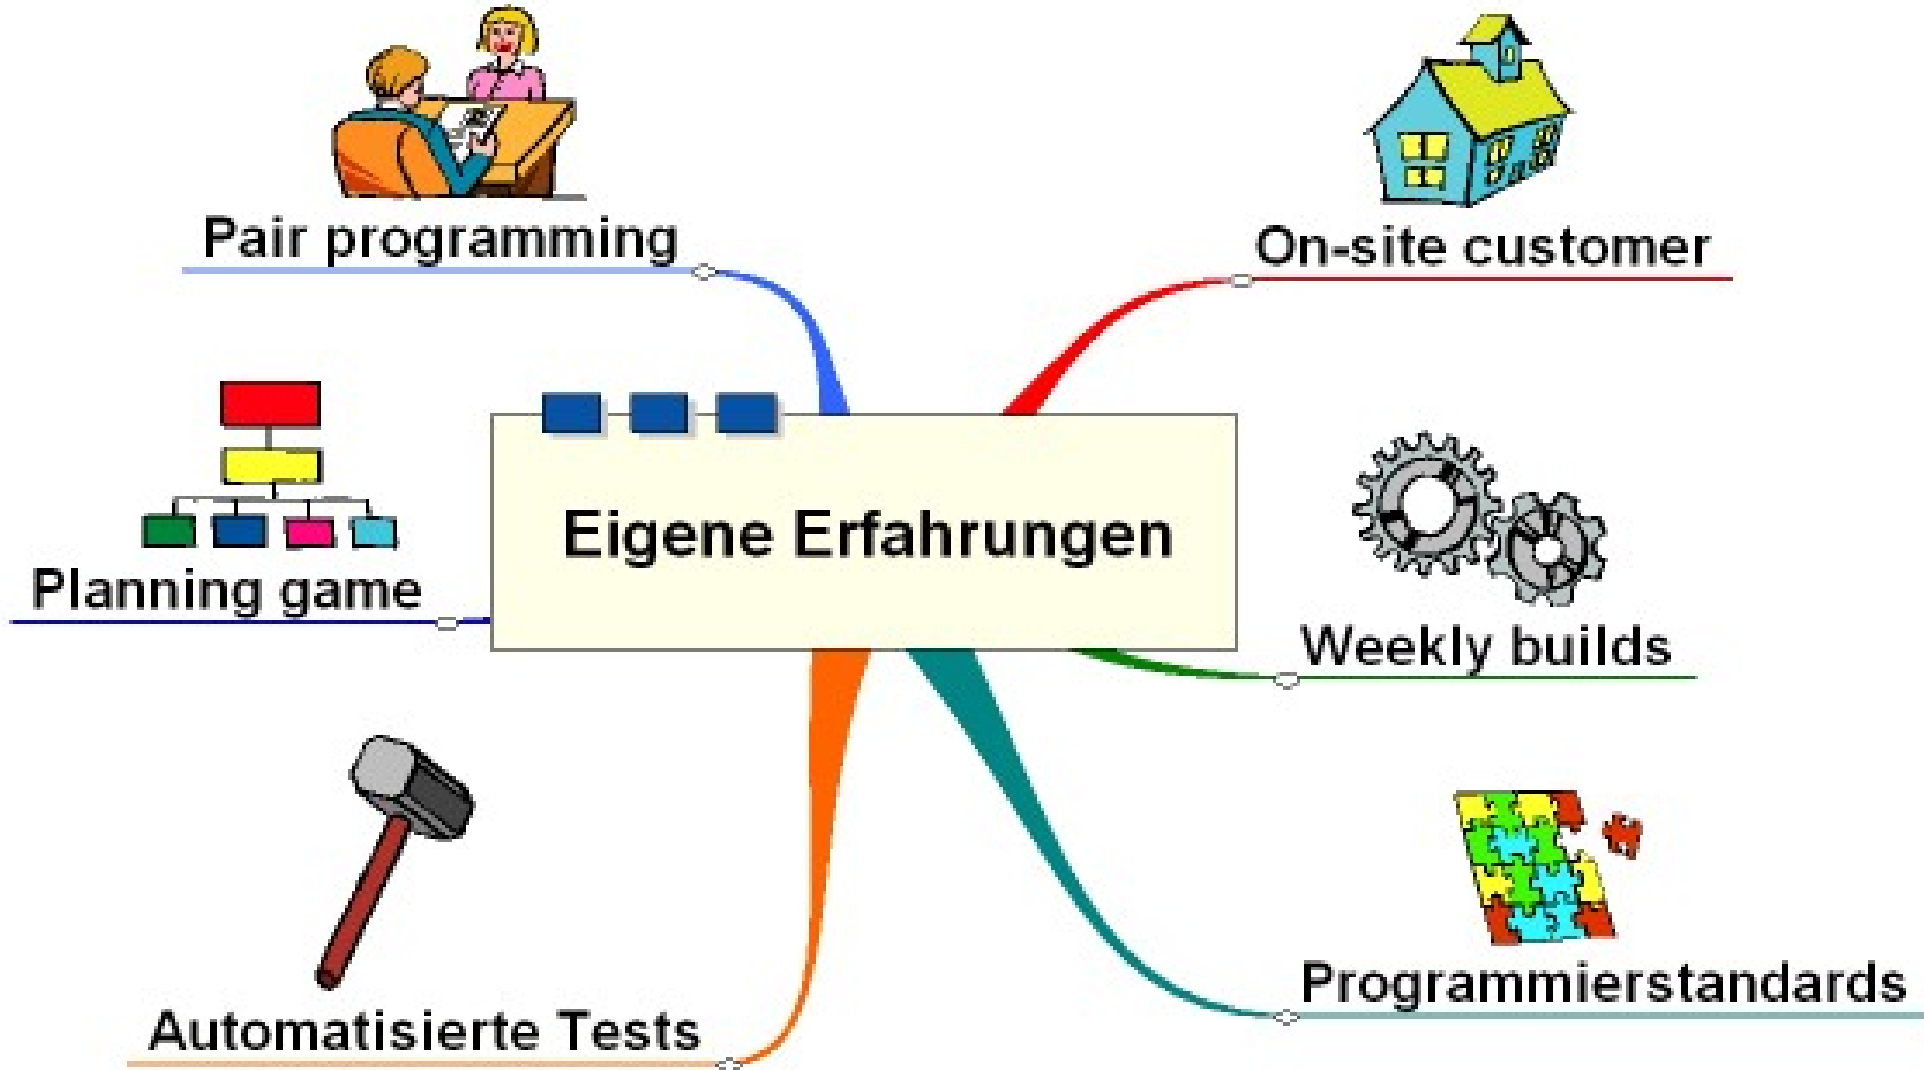 Pair programming
On-site customer
Eigene Erfahrungen
Planning game
Weekly builds
Programmierstandards
Automatisierte Tests